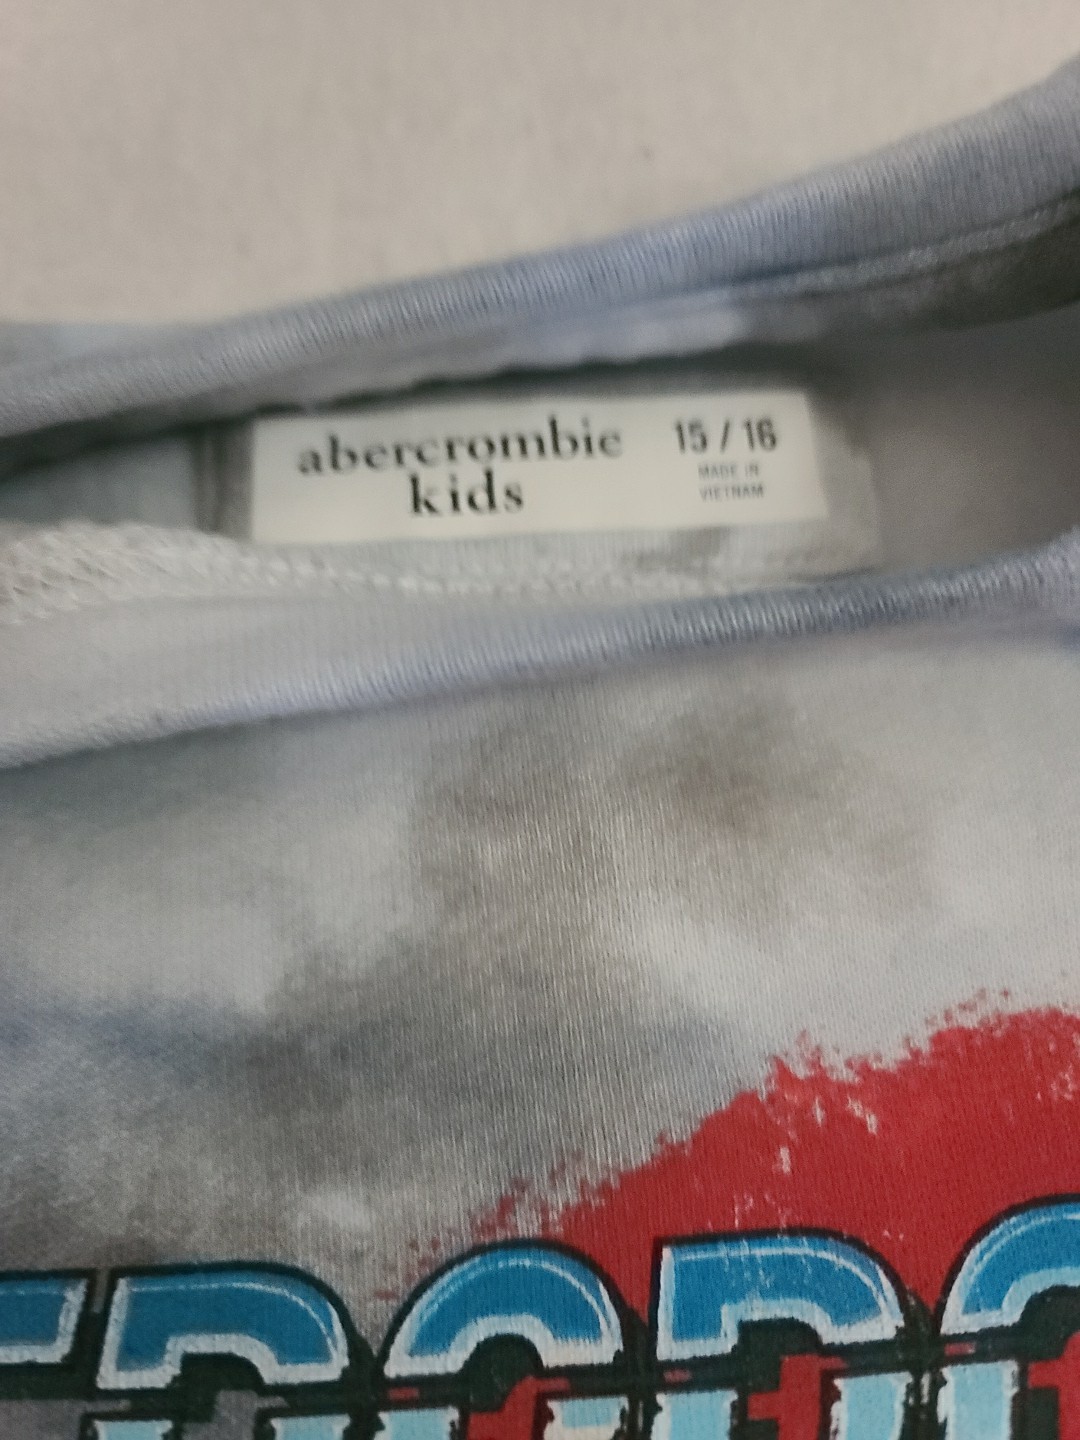 abercrombie
kids
15 / 16
MADE IN
VIETNAM